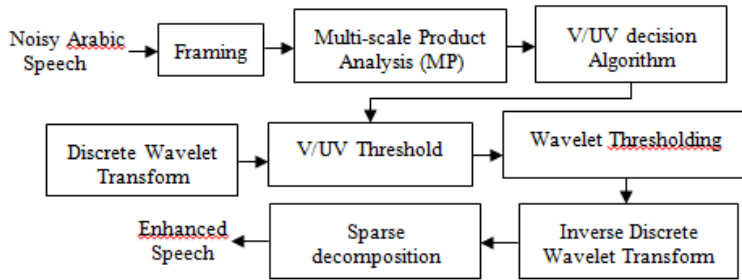 Noisy Arabic
Speech
Framing
Multi-scale Product
Analysis (MP)
V/UV decision
Algorithm
Discrete Wavelet
Transform
V/UV Threshold
Wavelet Thresholding
Inverse Discrete
Wavelet Transform
Sparse
decomposition
Enhanced
Speech